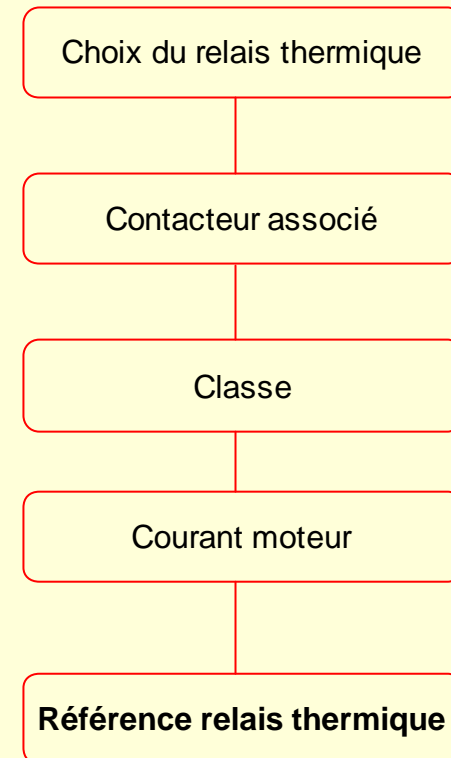 Choix du relais thermique
Contacteur associé
Classe
Courant moteur
Référence relais thermique